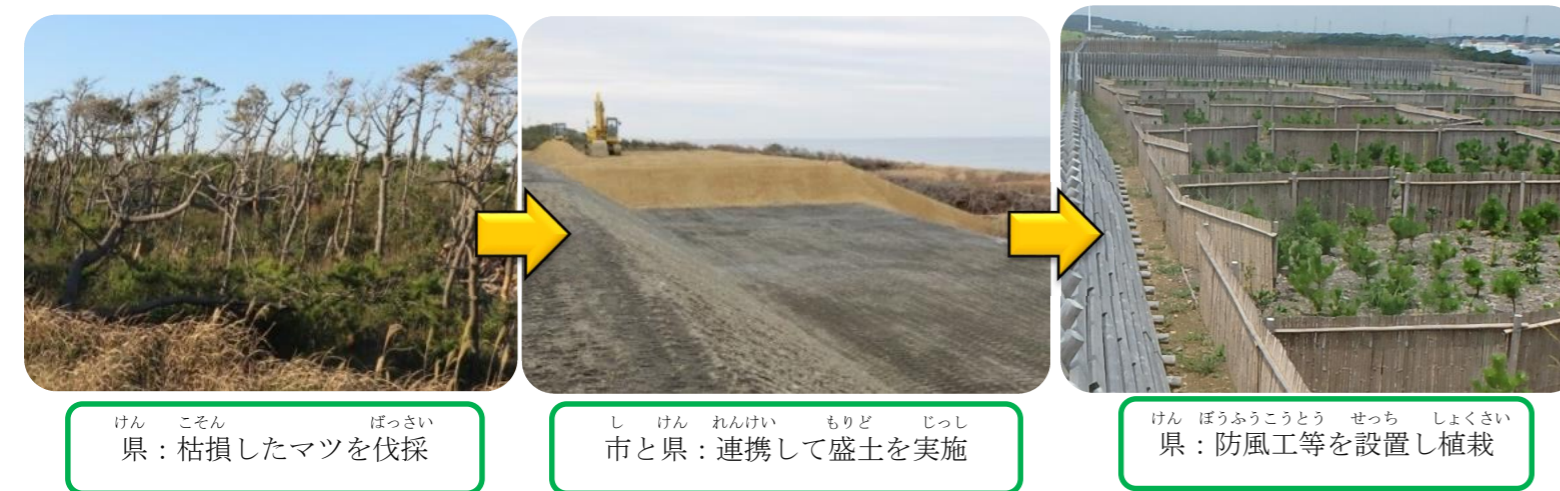 けん こそん ばっさい
県：枯損したマツを伐採
し けん れんけい もりど じっし
市と県：連携して盛土を実施
けん ぼうふうこうとう せっち しょくさい
県：防風工等を設置し植栽